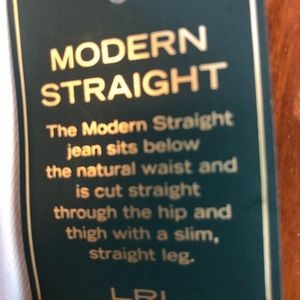 MODERN
STRAIGHT
The Modern Straight
jean sits below
the natural waist and
is cut straight
through the hip and
thigh with a slim,
straight leg.